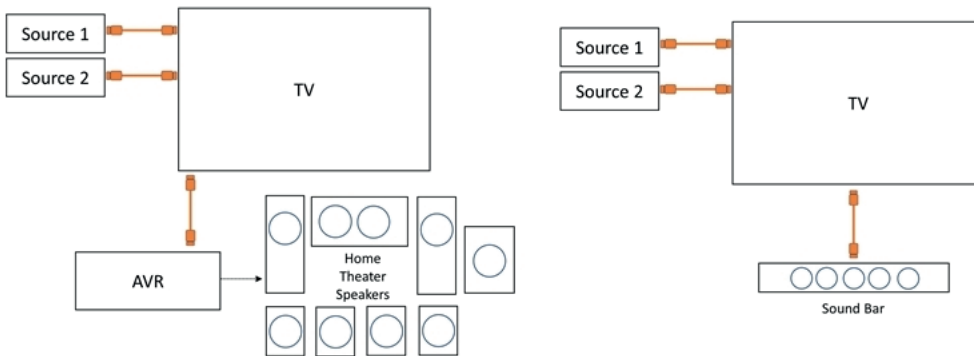 Source 1
Source 2
TV
AVR
Home
Theater
Speakers
Source 1
Source 2
TV
Sound Bar